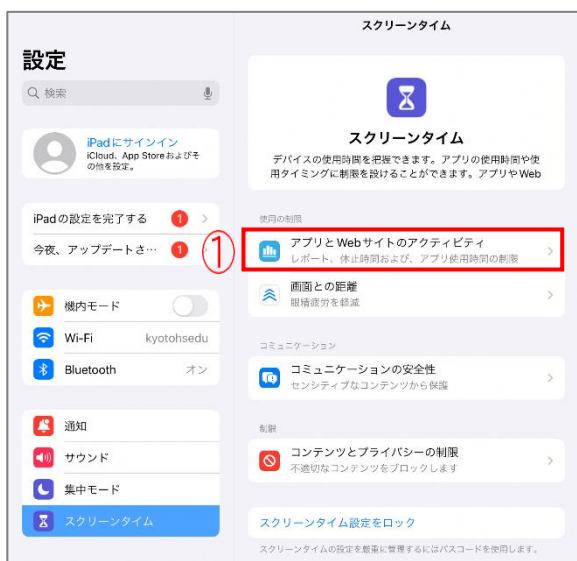 設定
検索
iPadにサインイン
iCloud、App Storeおよびそ
の他を設定。
iPadの設定を完了する 1
今夜、アップデートさ… 1
機内モード
Wi-Fi kyotohsedu
Bluetooth オン
通知
サウンド
集中モード
スクリーンタイム
スクリーンタイム
スクリーンタイム
デバイスの使用時間を把握できます。アプリの使用時間や使
用タイミングに制限を設けることができます。アプリやWeb
使用の制限
①
アプリとWebサイトのアクティビティ
レポート、休止時間および、アプリ使用時間の制限
画面との距離
眼精疲労を軽減
コミュニケーション
コミュニケーションの安全性
センシティブなコンテンツから保護
制限
コンテンツとプライバシーの制限
不適切なコンテンツをブロックします
スクリーンタイム設定をロック
スクリーンタイムの設定を厳重に管理するにはパスコードを使用します。